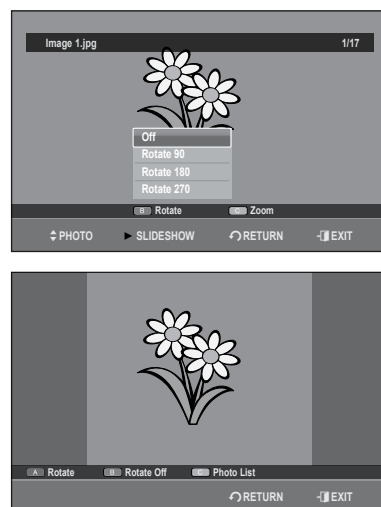 Image 1.jpg 1/17
Off
Rotate 90
Rotate 180
Rotate 270
B Rotate C Zoom
PHOTO SLIDESHOW RETURN EXIT
A Rotate B Rotate Off C Photo List
RETURN EXIT